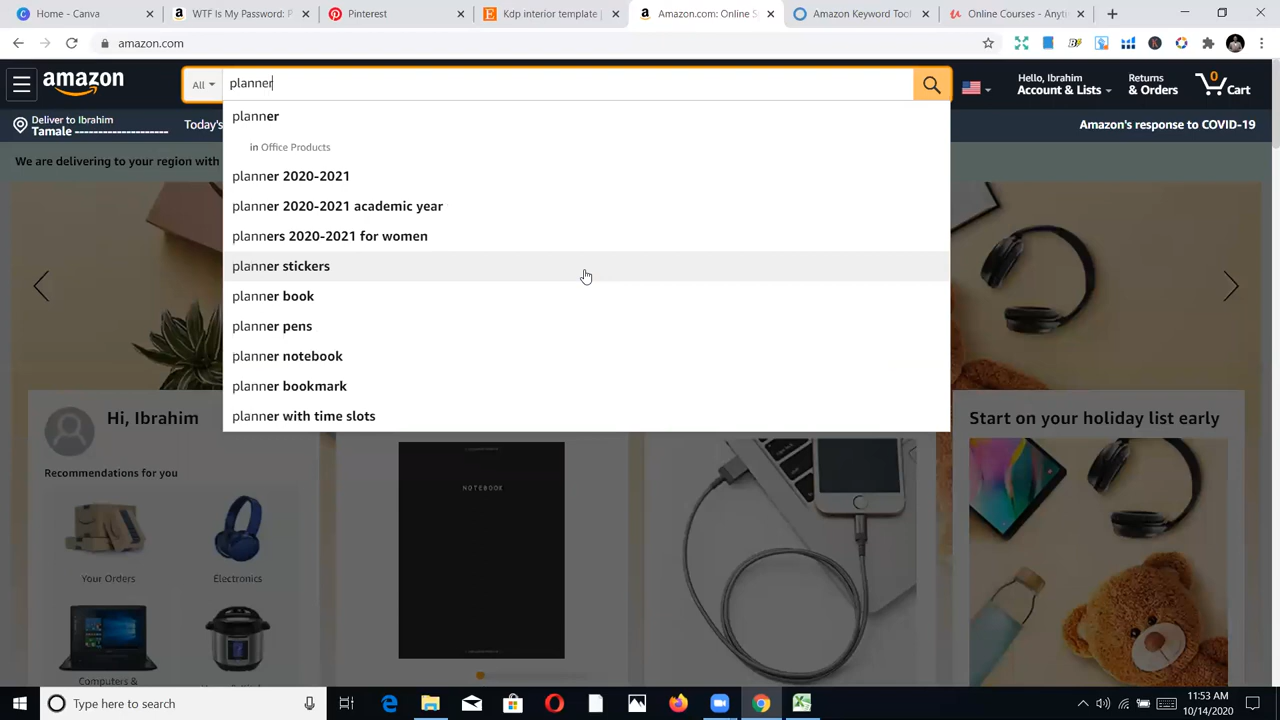 Home - Canva
WTF Is My Password: P
Pinterest
Kdp interior template
Amazon.com: Online S
Amazon Keyword Tool
Online Courses - Anyti
amazon.com
amazon
All
planner
Hello, Ibrahim
Account & Lists
Returns
& Orders
0
Cart
Deliver to Ibrahim
Tamale
Today's
Amazon's response to COVID-19
We are delivering to your region with
planner
in Office Products
planner 2020-2021
planner 2020-2021 academic year
planners 2020-2021 for women
planner stickers
planner book
planner pens
planner notebook
planner bookmark
planner with time slots
Hi, Ibrahim
Recommendations for you
Your Orders
Electronics
Computers &
NOTEBOOK
Start on your holiday list early
Type here to search
11:53 AM
10/14/2020